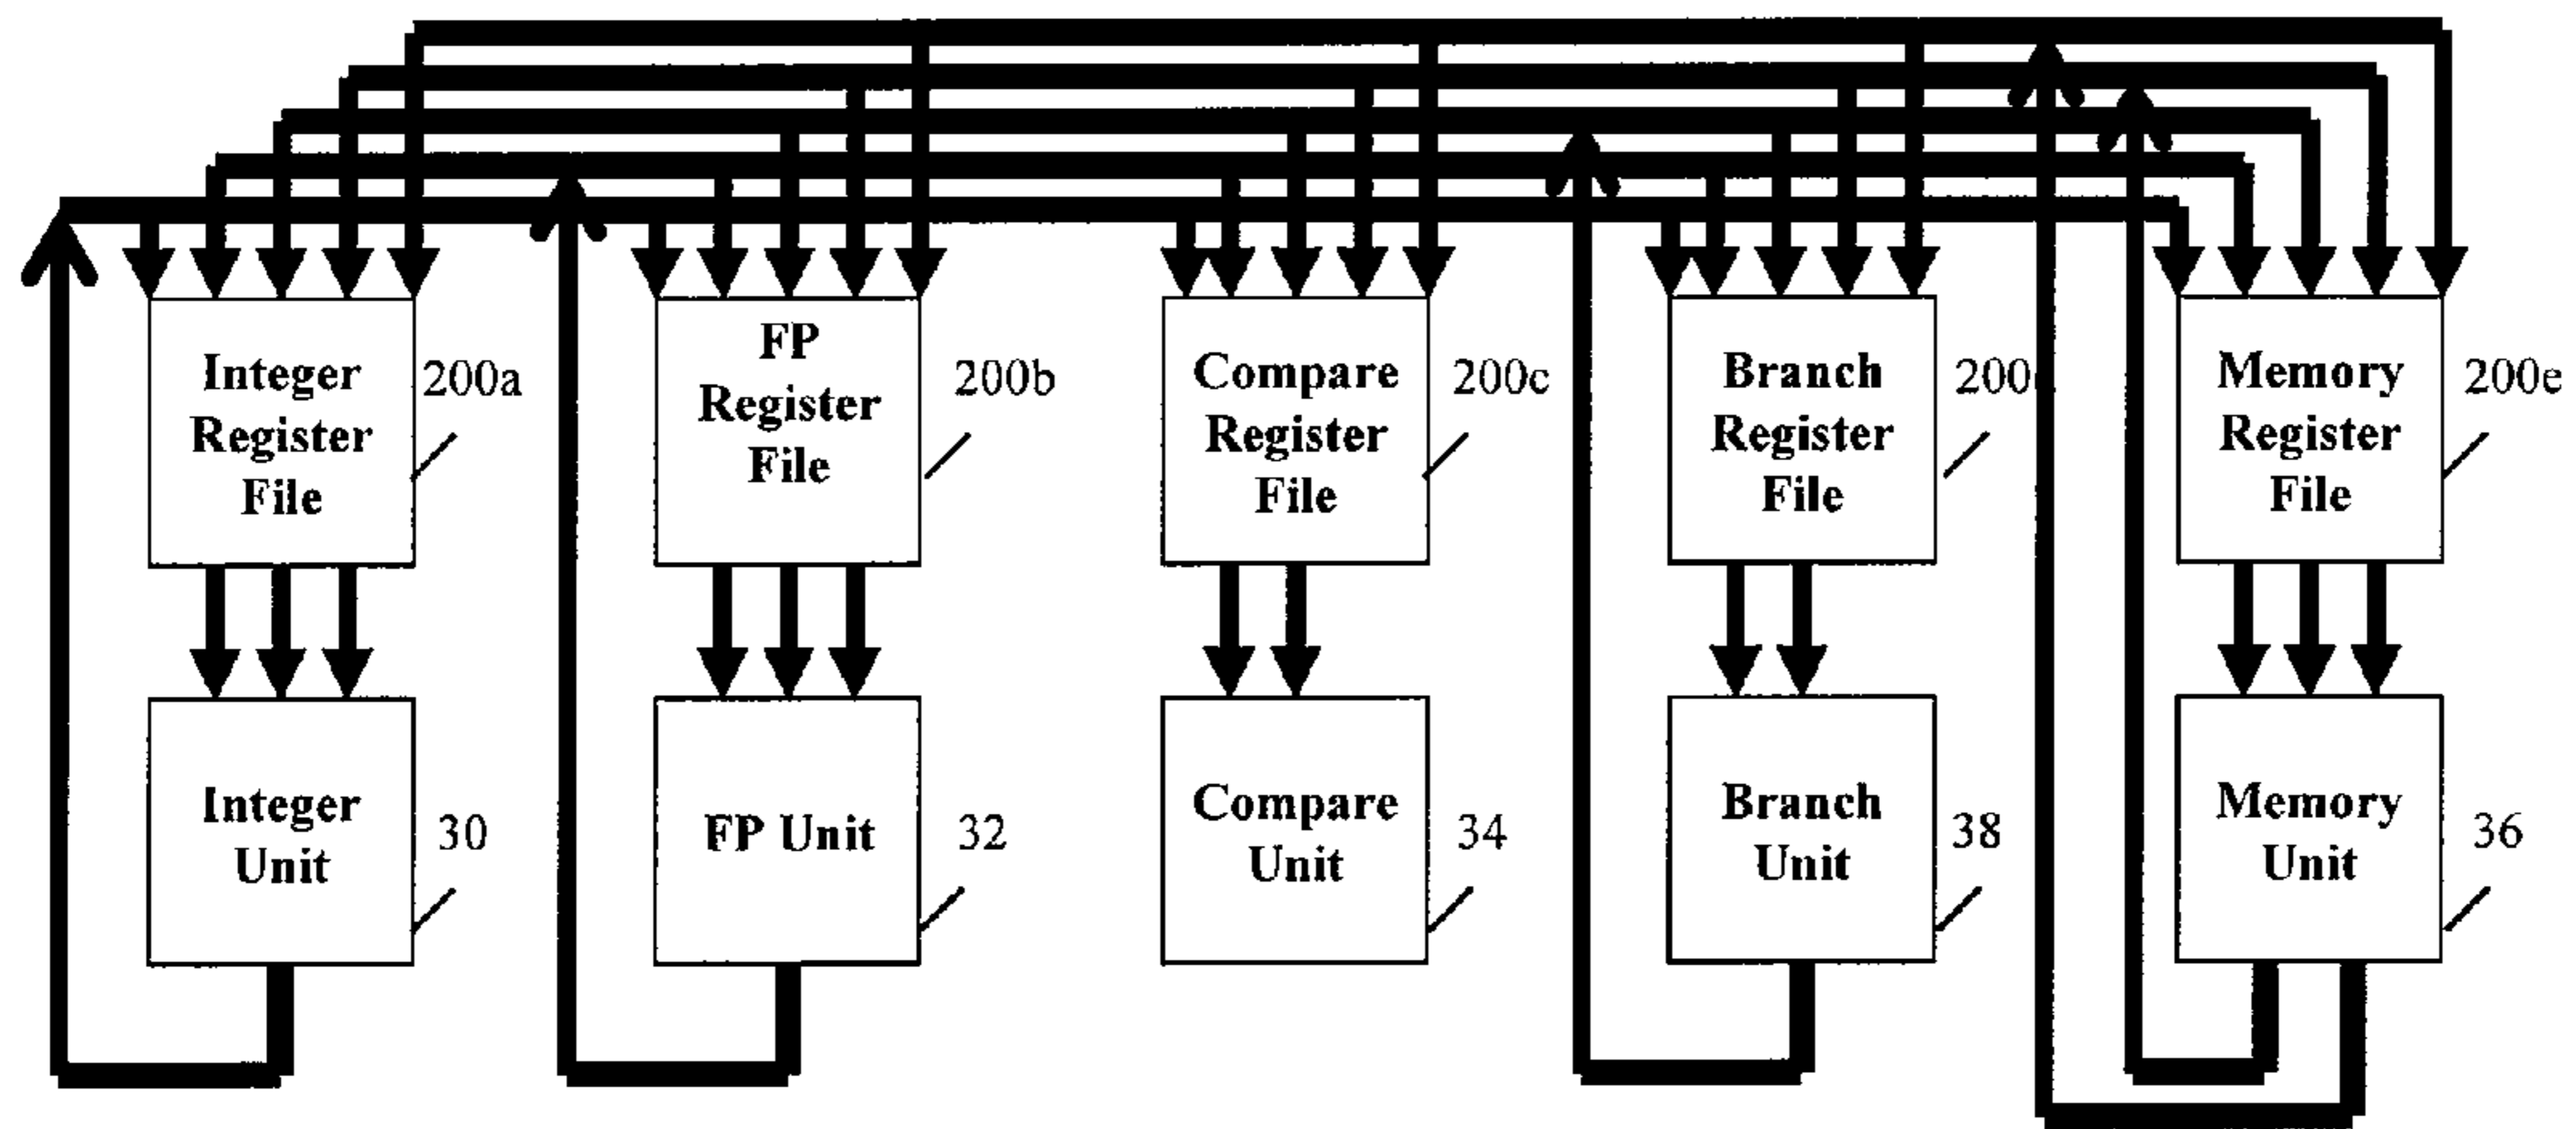 Integer
Register
File
200a
FP
Register
File
200b
Compare
Register
File
200c
Branch
Register
File
200
Memory
Register
File
200e
Integer
Unit
30
FP Unit
32
Compare
Unit
34
Branch
Unit
38
Memory
Unit
36